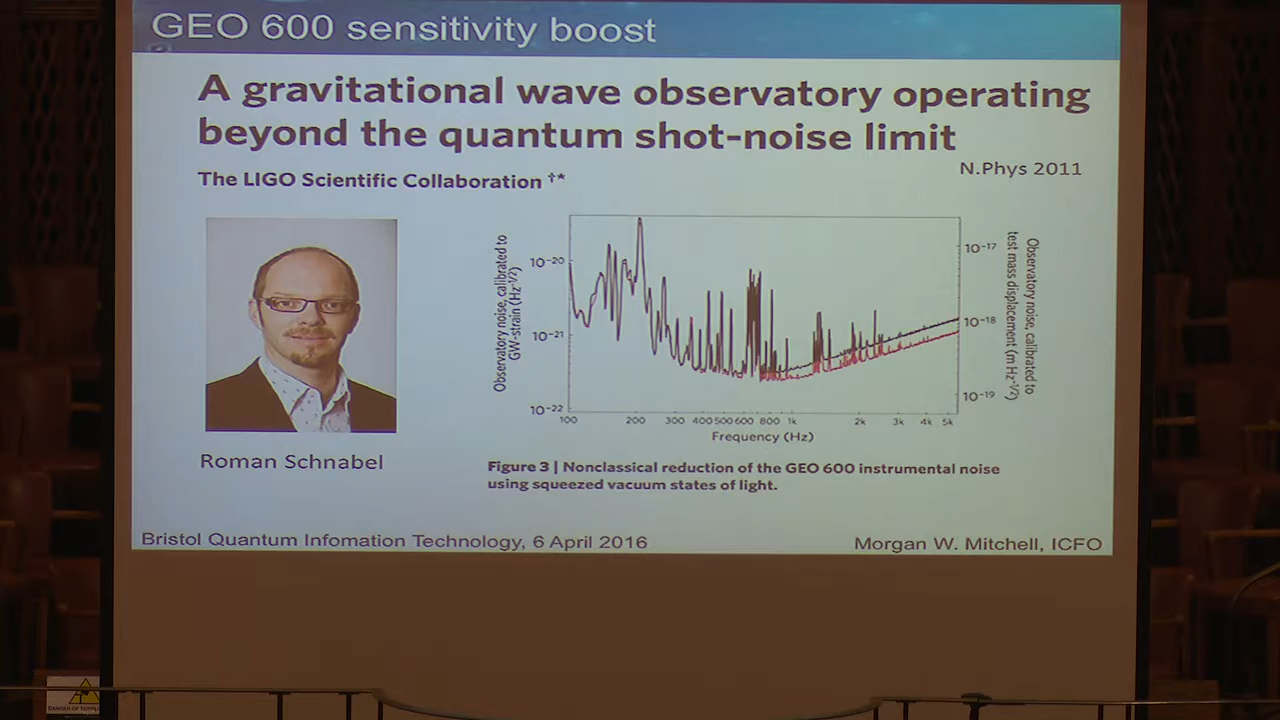 GEO 600 sensitivity boost
A gravitational wave observatory operating
beyond the quantum shot-noise limit
N.Phys 2011
The LIGO Scientific Collaboration †*
Roman Schnabel
Observatory noise, calibrated to
GW-strain (Hz-1/2)
10-20
10-21
10-22
100 200 300 400 500 600 800 1k 2k 3k 4k 5k
Frequency (Hz)
10-17
10-18
10-19
Observatory noise, calibrated to
test mass displacement (m Hz-1/2)
Figure 3 | Nonclassical reduction of the GEO 600 instrumental noise
using squeezed vacuum states of light.
Bristol Quantum Infomation Technology, 6 April 2016
Morgan W. Mitchell, ICFO
DANGER OF